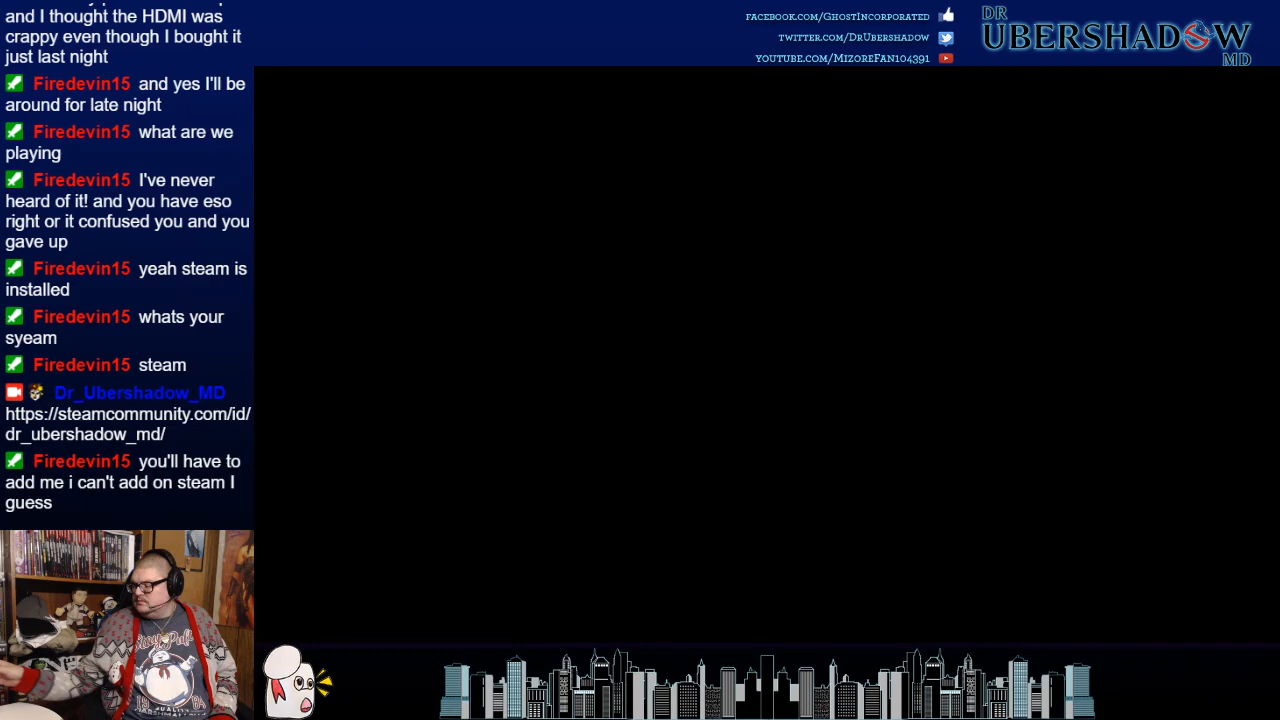 and I thought the HDMI was
crappy even though I bought it
just last night
Firedevin15 and yes I'll be
around for late night
Firedevin15 what are we
playing
Firedevin15 I've never
heard of it! and you have eso
right or it confused you and you
gave up
Firedevin15 yeah steam is
installed
Firedevin15 whats your
syeam
Firedevin15 steam
Dr_Ubershadow_MD
https://steamcommunity.com/id/
dr_ubershadow_md/
Firedevin15 you'll have to
add me i can't add on steam I
guess
facebook.com/GhostIncorporated
twitter.com/DrUbershadow
youtube.com/MizoreFan104391
DR
UBERSHADOW
MD
Stay Puft
QUALITY